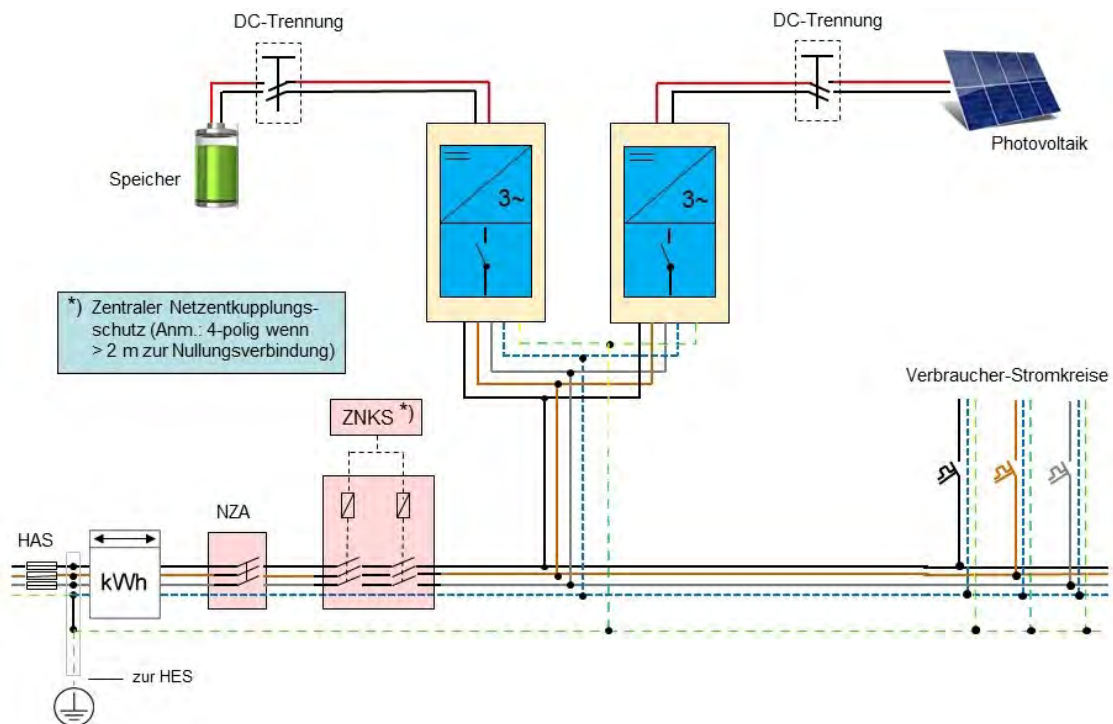 DC-Trennung
DC-Trennung
Speicher
Photovoltaik
3~
3~
*) Zentraler Netzentkupplungs-
schutz (Anm.: 4-polig wenn
> 2 m zur Nullungsverbindung)
Verbraucher-Stromkreise
ZNKS *)
NZA
HAS
kWh
zur HES